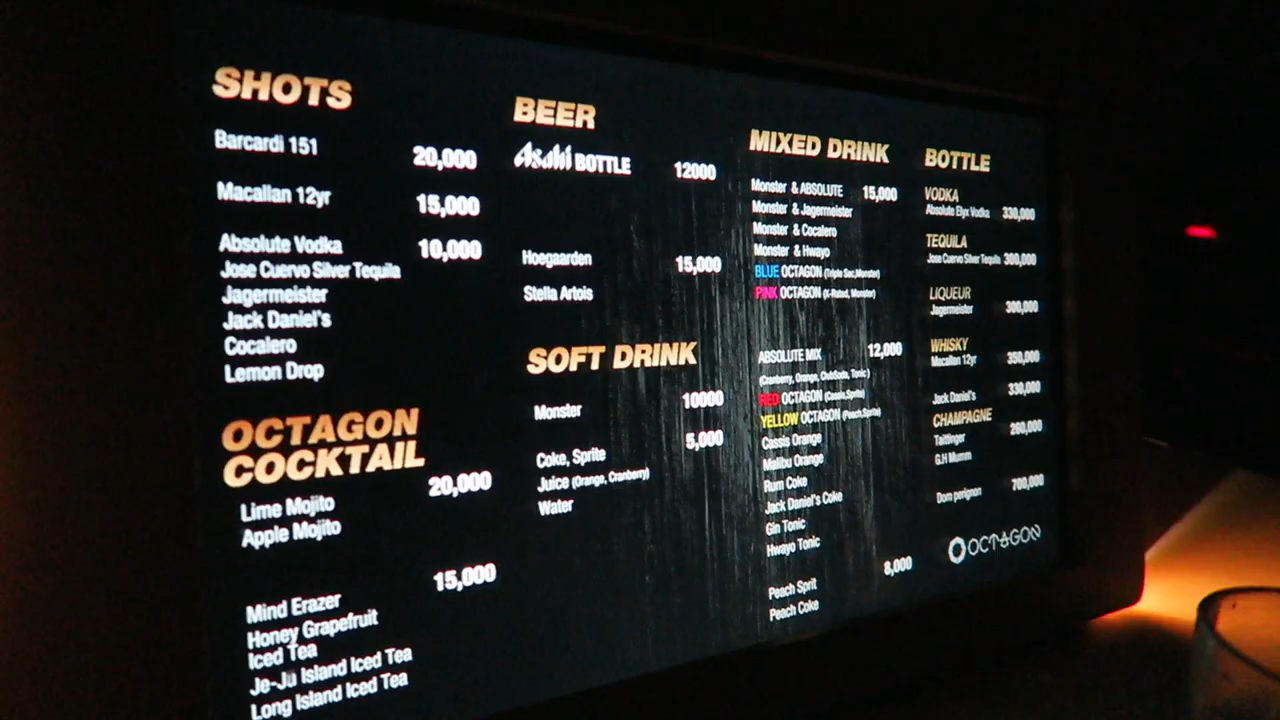 SHOTS
Barcardi 151 20,000
Macallan 12yr 15,000
Absolute Vodka 10,000
Jose Cuervo Silver Tequila
Jagermeister
Jack Daniel's
Cocalero
Lemon Drop
OCTAGON
COCKTAIL
20,000
Lime Mojito
Apple Mojito
15,000
Mind Erazer
Honey Grapefruit
Iced Tea
Je-Ju Island Iced Tea
Long Island Iced Tea
BEER
Asahi BOTTLE 12000
Hoegaarden 15,000
Stella Artois
SOFT DRINK
Monster 10000
5,000
Coke, Sprite
Juice (Orange, Cranberry)
Water
MIXED DRINK
Monster & ABSOLUTE 15,000
Monster & Jagermeister
Monster & Cocalero
Monster & Hwayo
BLUE OCTAGON (Triple Sec,Monster)
PINK OCTAGON (X-Rated, Monster)
ABSOLUTE MIX 12,000
(Cranberry, Orange, ClubSoda, Tonic )
RED OCTAGON (Cassis,Sprite)
YELLOW OCTAGON (Peach,Sprite)
Cassis Orange
Malibu Orange
Rum Coke
Jack Daniel's Coke
Gin Tonic
Hwayo Tonic
8,000
Peach Sprit
Peach Coke
BOTTLE
VODKA
Absolute Elyx Vodka 330,000
TEQUILA
Jose Cuervo Silver Tequila 300,000
LIQUEUR
Jagermeister 300,000
WHISKY
Macallan 12yr 350,000
Jack Daniel's 330,000
CHAMPAGNE
Taittinger 260,000
G.H Mumm
Dom perignon 700,000
OCTAGON